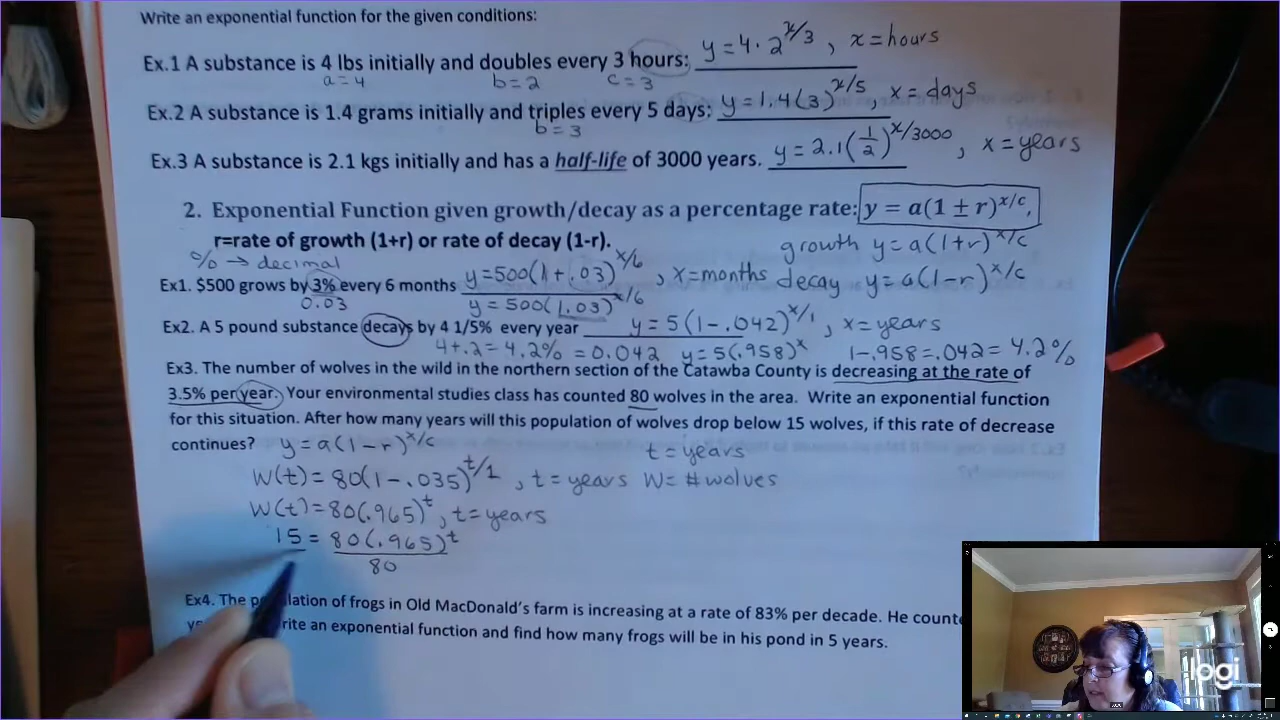 Write an exponential function for the given conditions:
Ex.1 A substance is 4 lbs initially and doubles every 3 hours: y = 4 · 2^(x/3) , x = hours
a = 4 b = 2 c = 3
Ex.2 A substance is 1.4 grams initially and triples every 5 days: y = 1.4(3)^(x/5) , x = days
b = 3
Ex.3 A substance is 2.1 kgs initially and has a half-life of 3000 years. y = 2.1(1/2)^(x/3000) , x = years
2. Exponential Function given growth/decay as a percentage rate: y = a(1 ± r)^(x/c).
r=rate of growth (1+r) or rate of decay (1-r). growth y = a(1+r)^(x/c)
% → decimal
Ex1. $500 grows by 3% every 6 months y=500(1+.03)^(x/6) , x=months decay y = a(1-r)^(x/c)
0.03 y = 500(1.03)^(x/6)
Ex2. A 5 pound substance decays by 4 1/5% every year y = 5(1-.042)^(x/1) , x = years
4+.2 = 4.2% = 0.042 y = 5(.958)^x 1-.958=.042 = 4.2%
Ex3. The number of wolves in the wild in the northern section of the Catawba County is decreasing at the rate of
3.5% per year. Your environmental studies class has counted 80 wolves in the area. Write an exponential function
for this situation. After how many years will this population of wolves drop below 15 wolves, if this rate of decrease
continues? y = a(1-r)^(x/c) t = years
W(t) = 80(1-.035)^(t/1) , t = years W = # wolves
W(t) = 80(.965)^t , t = years
15 = 80(.965)^t
80
Ex4. The population of frogs in Old MacDonald's farm is increasing at a rate of 83% per decade. He
an exponential function and find how many frogs will be in his pond in 5 years.
logi